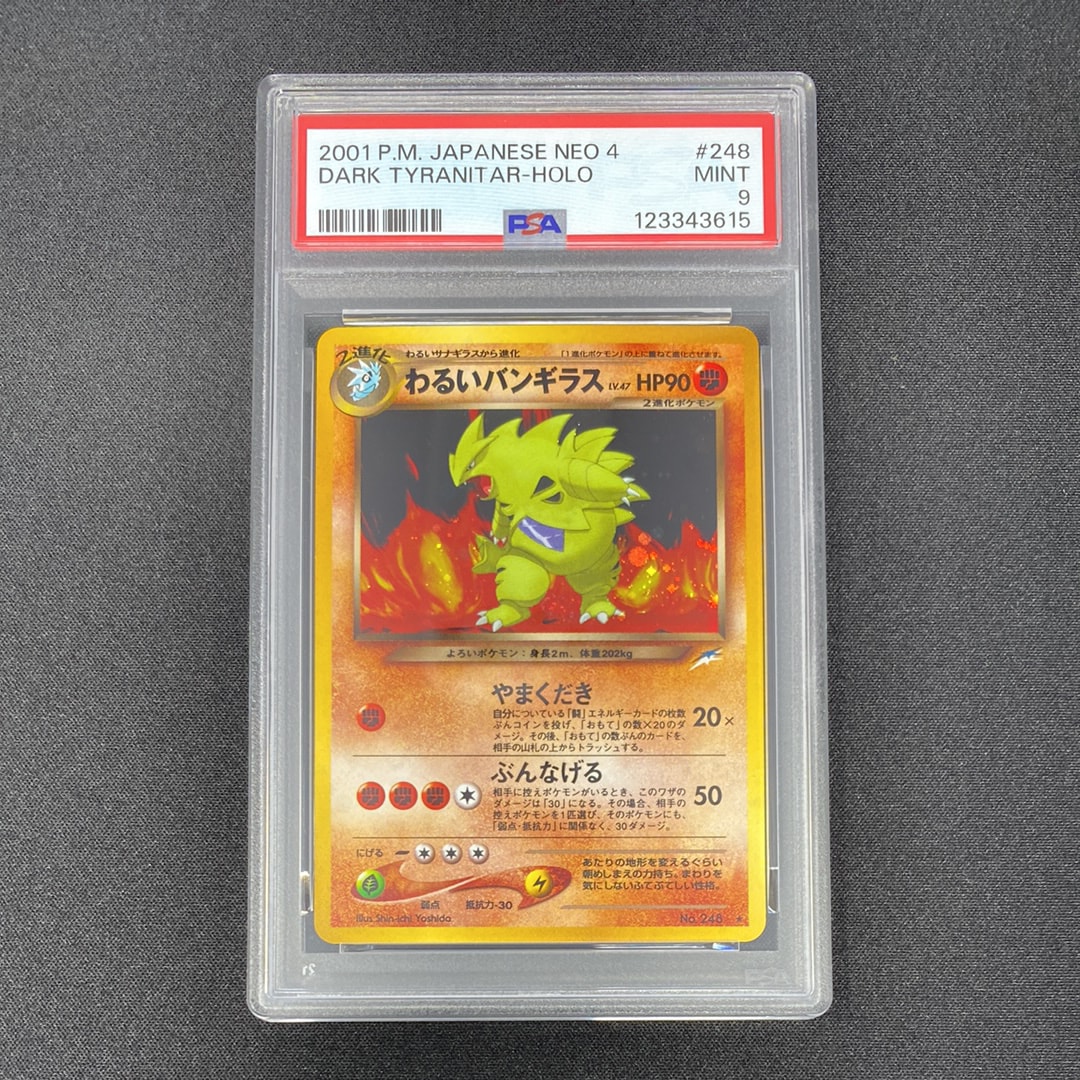 2001 P.M. JAPANESE NEO 4 #248
DARK TYRANITAR-HOLO MINT
9
PSA 123343615
2進化 わるいサナギラスから進化 「1進化ポケモン」の上に重ねて進化させます。
わるいバンギラス LV.47 HP90
2進化ポケモン
よろいポケモン：身長2m、体重202kg
やまくだき
自分についている「闘」エネルギーカードの枚数
ぶんコインを投げ、「おもて」の数×20のダ
メージ。その後、「おもて」の数ぶんのカードを、
相手の山札の上からトラッシュする。
20×
ぶんなげる
相手に控えポケモンがいるとき、このワザの
ダメージは「30」になる。その場合、相手の
控えポケモンを1匹選び、そのポケモンにも、
「弱点・抵抗力」に関係なく、30ダメージ。
50
にげる
あたりの地形を変えるぐらい
朝めしまえの力持ち。まわりを
気にしないふてぶてしい性格。
弱点 抵抗力-30
Illus. Shin-ichi Yoshida No. 248 ★
PSA